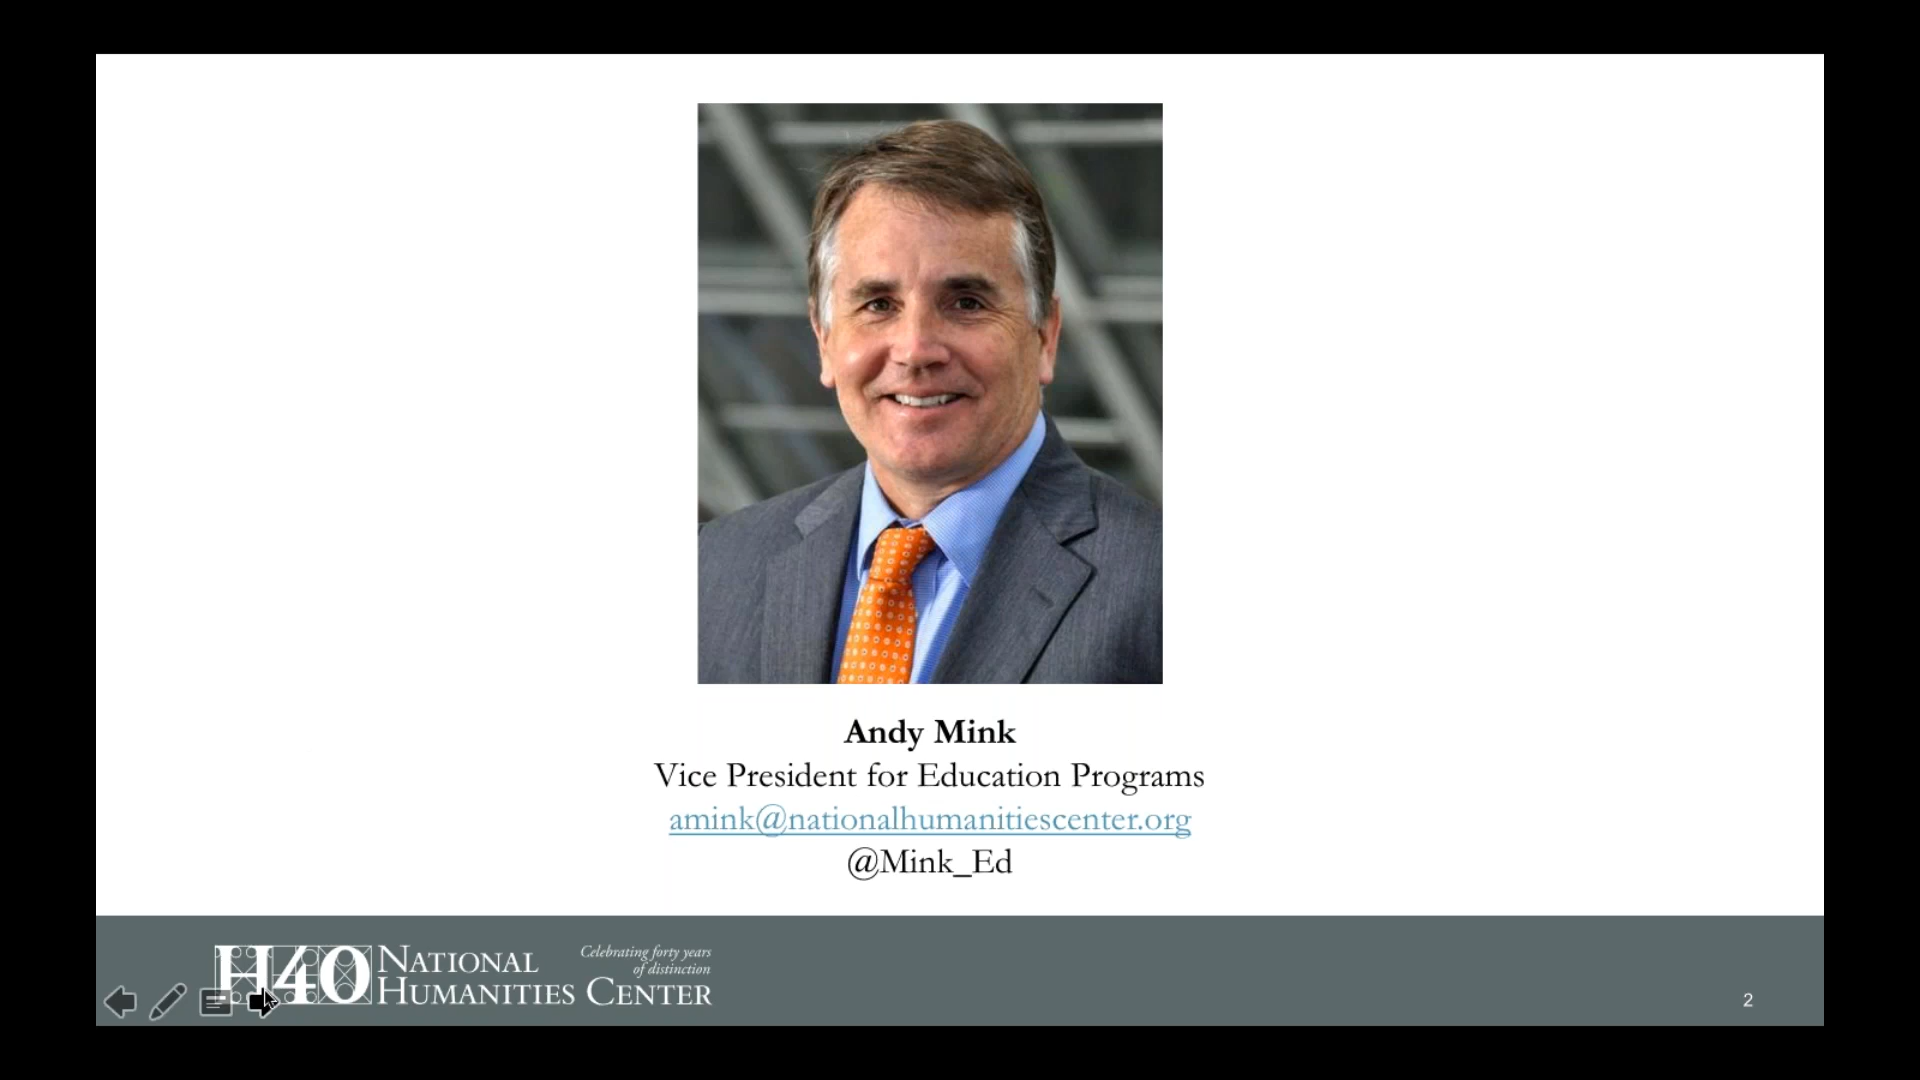 Andy Mink
Vice President for Education Programs
amink@nationalhumanitiescenter.org
@Mink_Ed
H40
NATIONAL
HUMANITIES CENTER
Celebrating forty years
of distinction
2